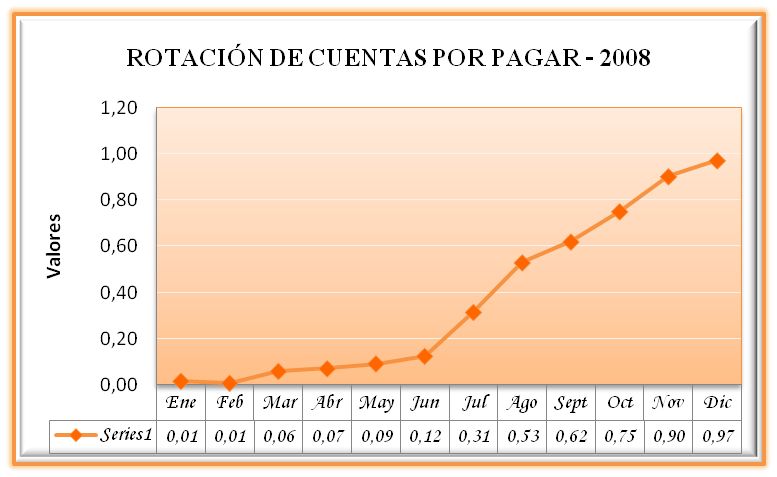 ROTACIÓN DE CUENTAS POR PAGAR - 2008
1,20
1,00
0,80
0,60
0,40
0,20
0,00
Valores
Ene Feb Mar Abr May Jun Jul Ago Sept Oct Nov Dic
Series1 0,01 0,01 0,06 0,07 0,09 0,12 0,31 0,53 0,62 0,75 0,90 0,97